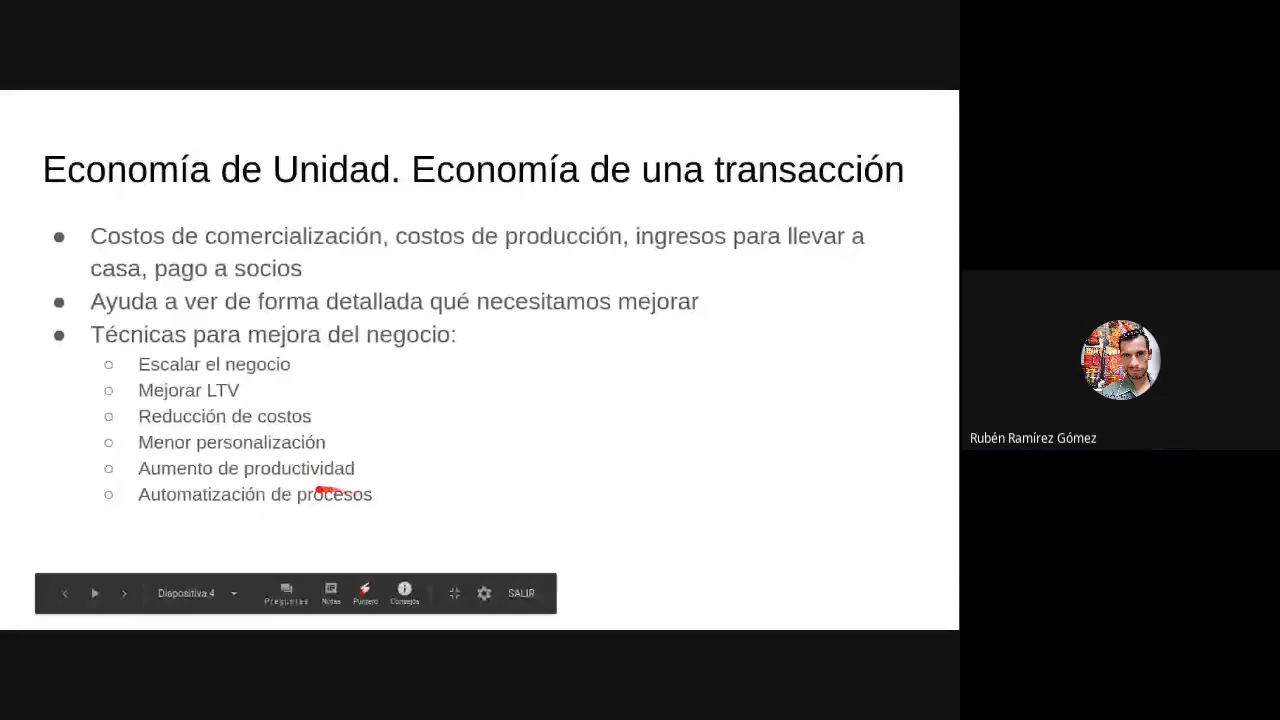 Economía de Unidad. Economía de una transacción
● Costos de comercialización, costos de producción, ingresos para llevar a
casa, pago a socios
● Ayuda a ver de forma detallada qué necesitamos mejorar
● Técnicas para mejora del negocio:
○ Escalar el negocio
○ Mejorar LTV
○ Reducción de costos
○ Menor personalización
○ Aumento de productividad
○ Automatización de procesos
Diapositiva 4
Preguntas
Notas
Puntero
Consejos
SALIR
Rubén Ramírez Gómez